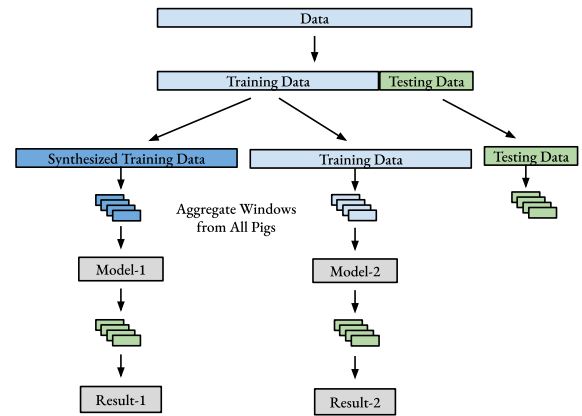 Data
Training Data
Testing Data
Synthesized Training Data
Training Data
Testing Data
Aggregate Windows
from All Pigs
Model-1
Model-2
Result-1
Result-2